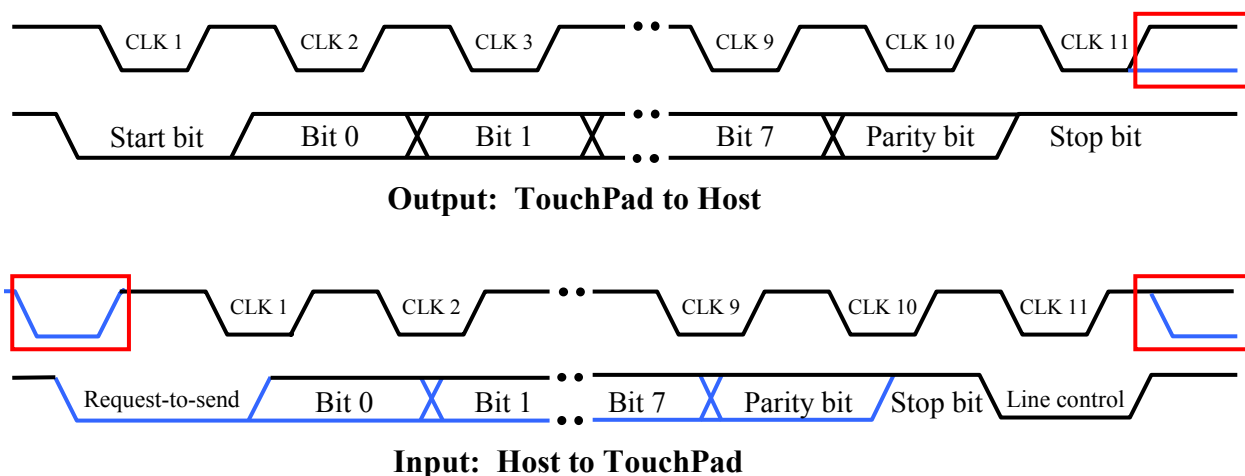 CLK 1 CLK 2 CLK 3 CLK 9 CLK 10 CLK 11
Start bit Bit 0 Bit 1 Bit 7 Parity bit Stop bit
Output: TouchPad to Host
CLK 1 CLK 2 CLK 9 CLK 10 CLK 11
Request-to-send Bit 0 Bit 1 Bit 7 Parity bit Stop bit Line control
Input: Host to TouchPad